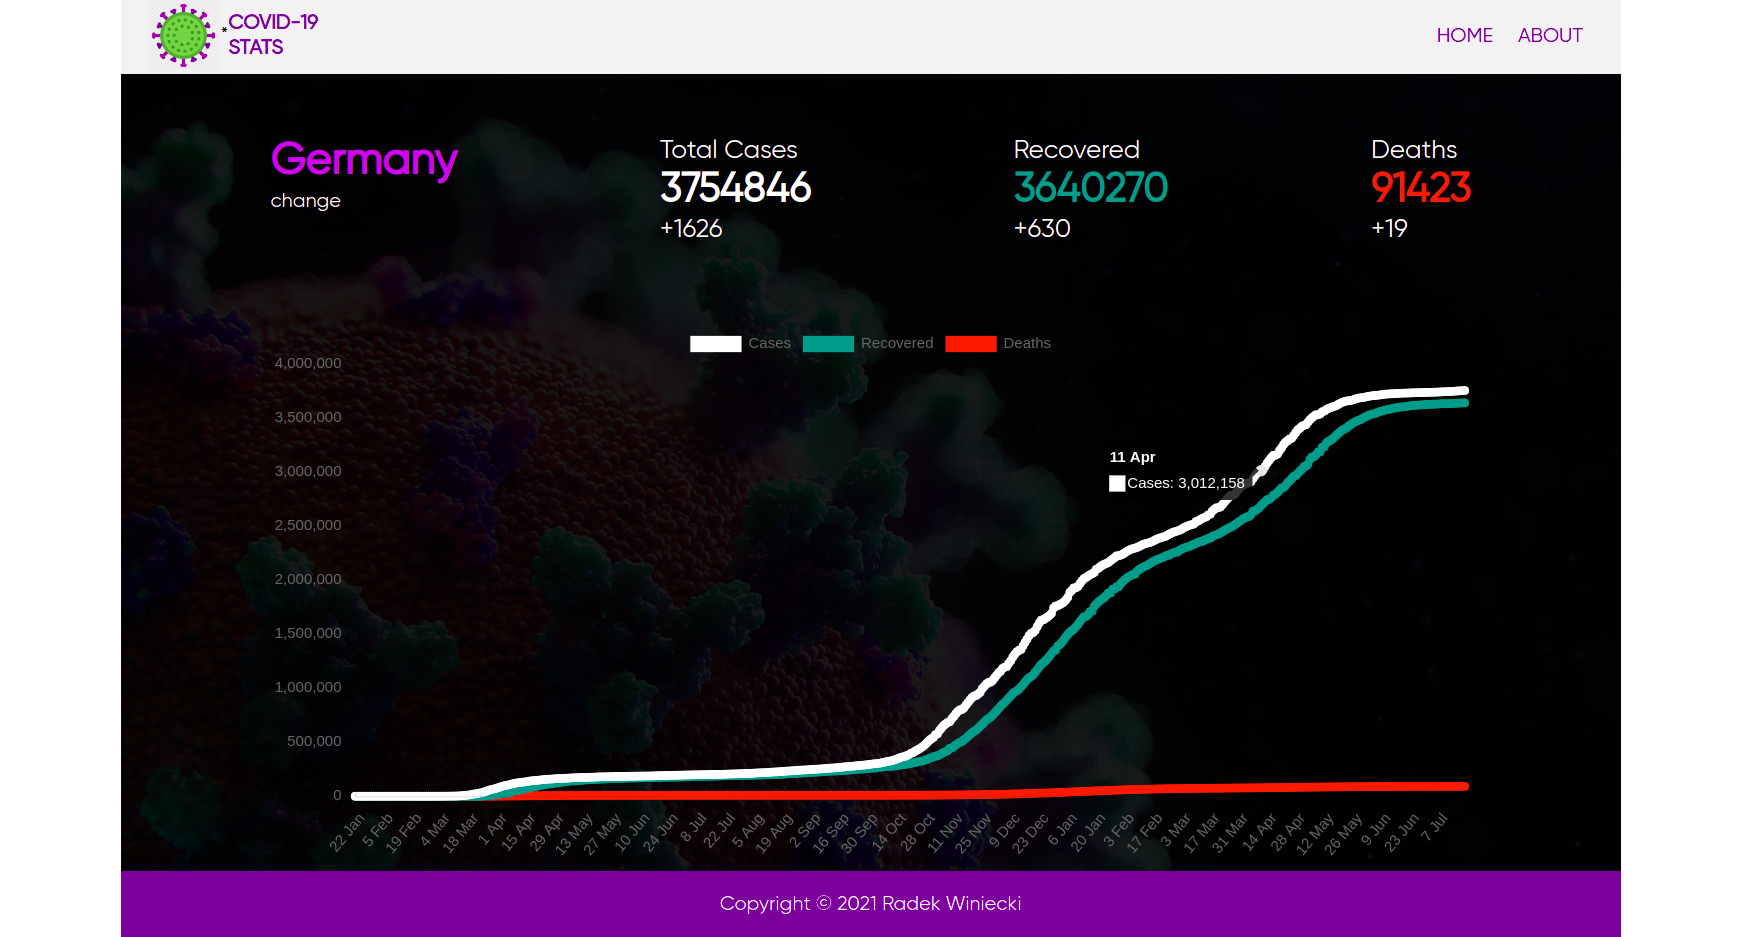 COVID-19
STATS
HOME ABOUT
Germany
change
Total Cases
3754846
+1626
Recovered
3640270
+630
Deaths
91423
+19
Cases Recovered Deaths
4,000,000
3,500,000
3,000,000
2,500,000
2,000,000
1,500,000
1,000,000
500,000
0
11 Apr
Cases: 3,012,158
22 Jan
5 Feb
19 Feb
4 Mar
18 Mar
1 Apr
15 Apr
29 Apr
13 May
27 May
10 Jun
24 Jun
8 Jul
22 Jul
5 Aug
19 Aug
2 Sep
16 Sep
30 Sep
14 Oct
28 Oct
11 Nov
25 Nov
9 Dec
23 Dec
6 Jan
20 Jan
3 Feb
17 Feb
3 Mar
17 Mar
31 Mar
14 Apr
28 Apr
12 May
26 May
9 Jun
23 Jun
7 Jul
Copyright © 2021 Radek Winiecki